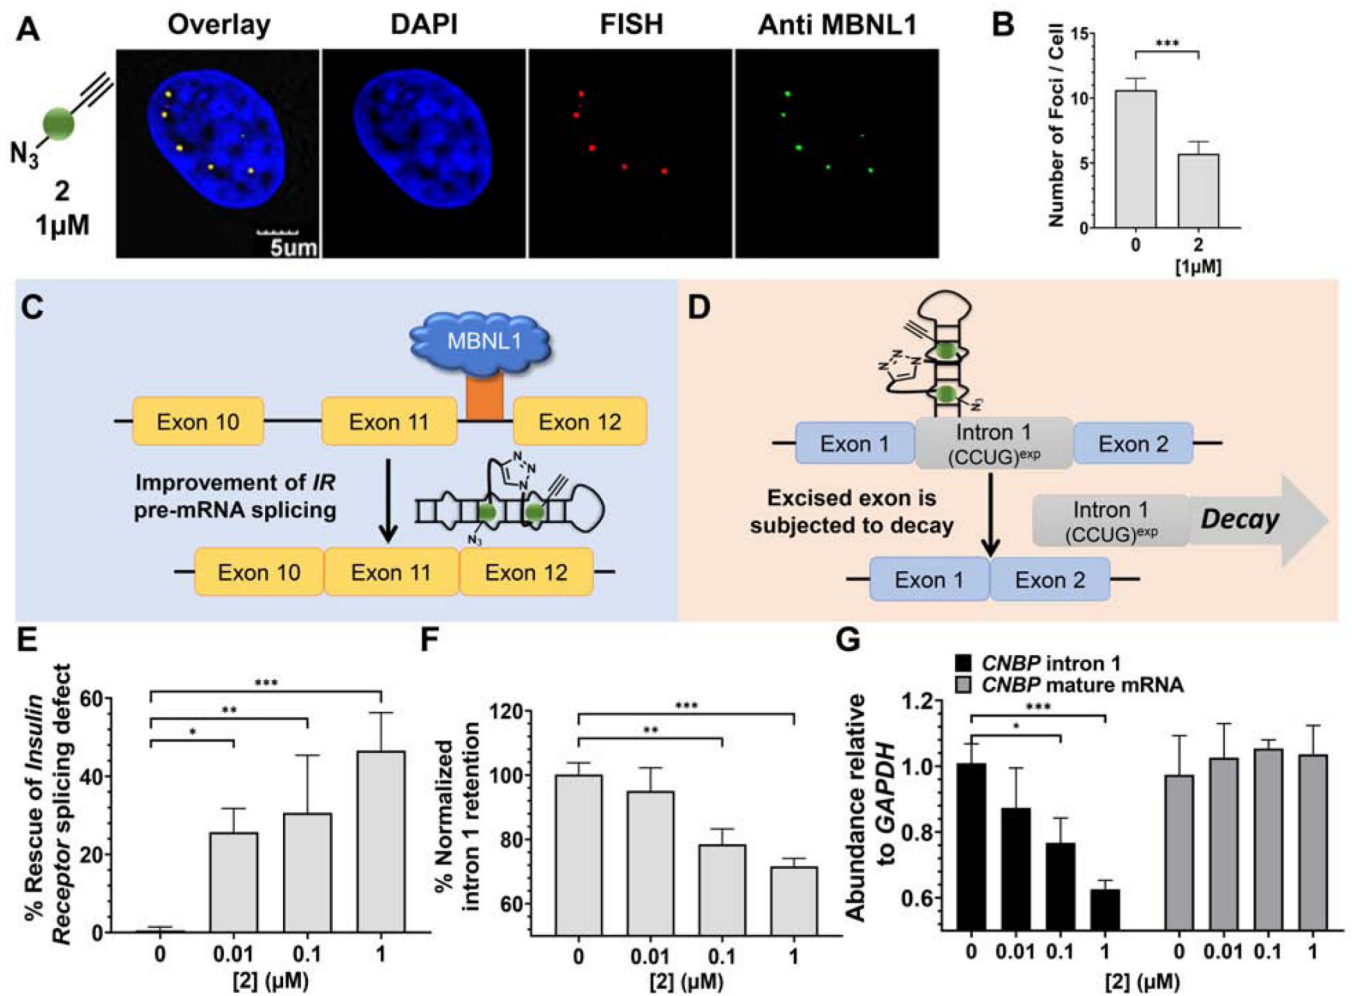 A
Overlay
DAPI
FISH
Anti MBNL1
N3
2
1µM
5um
B
Number of Foci / Cell
15
10
5
0
***
0
2
[1µM]
C
MBNL1
Exon 10
Exon 11
Exon 12
Improvement of IR
pre-mRNA splicing
N
N
N
N3
Exon 10
Exon 11
Exon 12
D
N
N
N
N3
Exon 1
Intron 1
(CCUG)exp
Exon 2
Excised exon is
subjected to decay
Intron 1
(CCUG)exp
Decay
Exon 1
Exon 2
E
% Rescue of Insulin
Receptor splicing defect
60
40
20
0
***
**
*
0
0.01
0.1
1
[2] (µM)
F
% Normalized
intron 1 retention
120
100
80
60
***
**
0
0.01
0.1
1
[2] (µM)
G
CNBP intron 1
CNBP mature mRNA
Abundance relative
to GAPDH
1.2
1.0
0.8
0.6
***
*
0
0.01
0.1
1
0
0.01
0.1
1
[2] (µM)